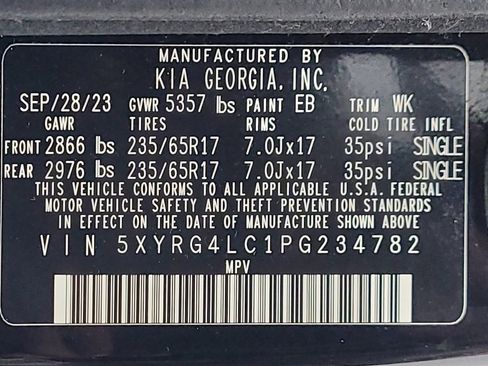 MANUFACTURED BY
KIA GEORGIA, INC.
SEP/28/23 GVWR 5357 lbs PAINT EB TRIM WK
GAWR TIRES RIMS COLD TIRE INFL
FRONT 2866 lbs 235/65R17 7.0Jx17 35psi SINGLE
REAR 2976 lbs 235/65R17 7.0Jx17 35psi SINGLE
THIS VEHICLE CONFORMS TO ALL APPLICABLE U.S.A. FEDERAL
MOTOR VEHICLE SAFETY AND THEFT PREVENTION STANDARDS
IN EFFECT ON THE DATE OF MANUFACTURE SHOWN ABOVE.
VIN 5XYRG4LC1PG234782
MPV